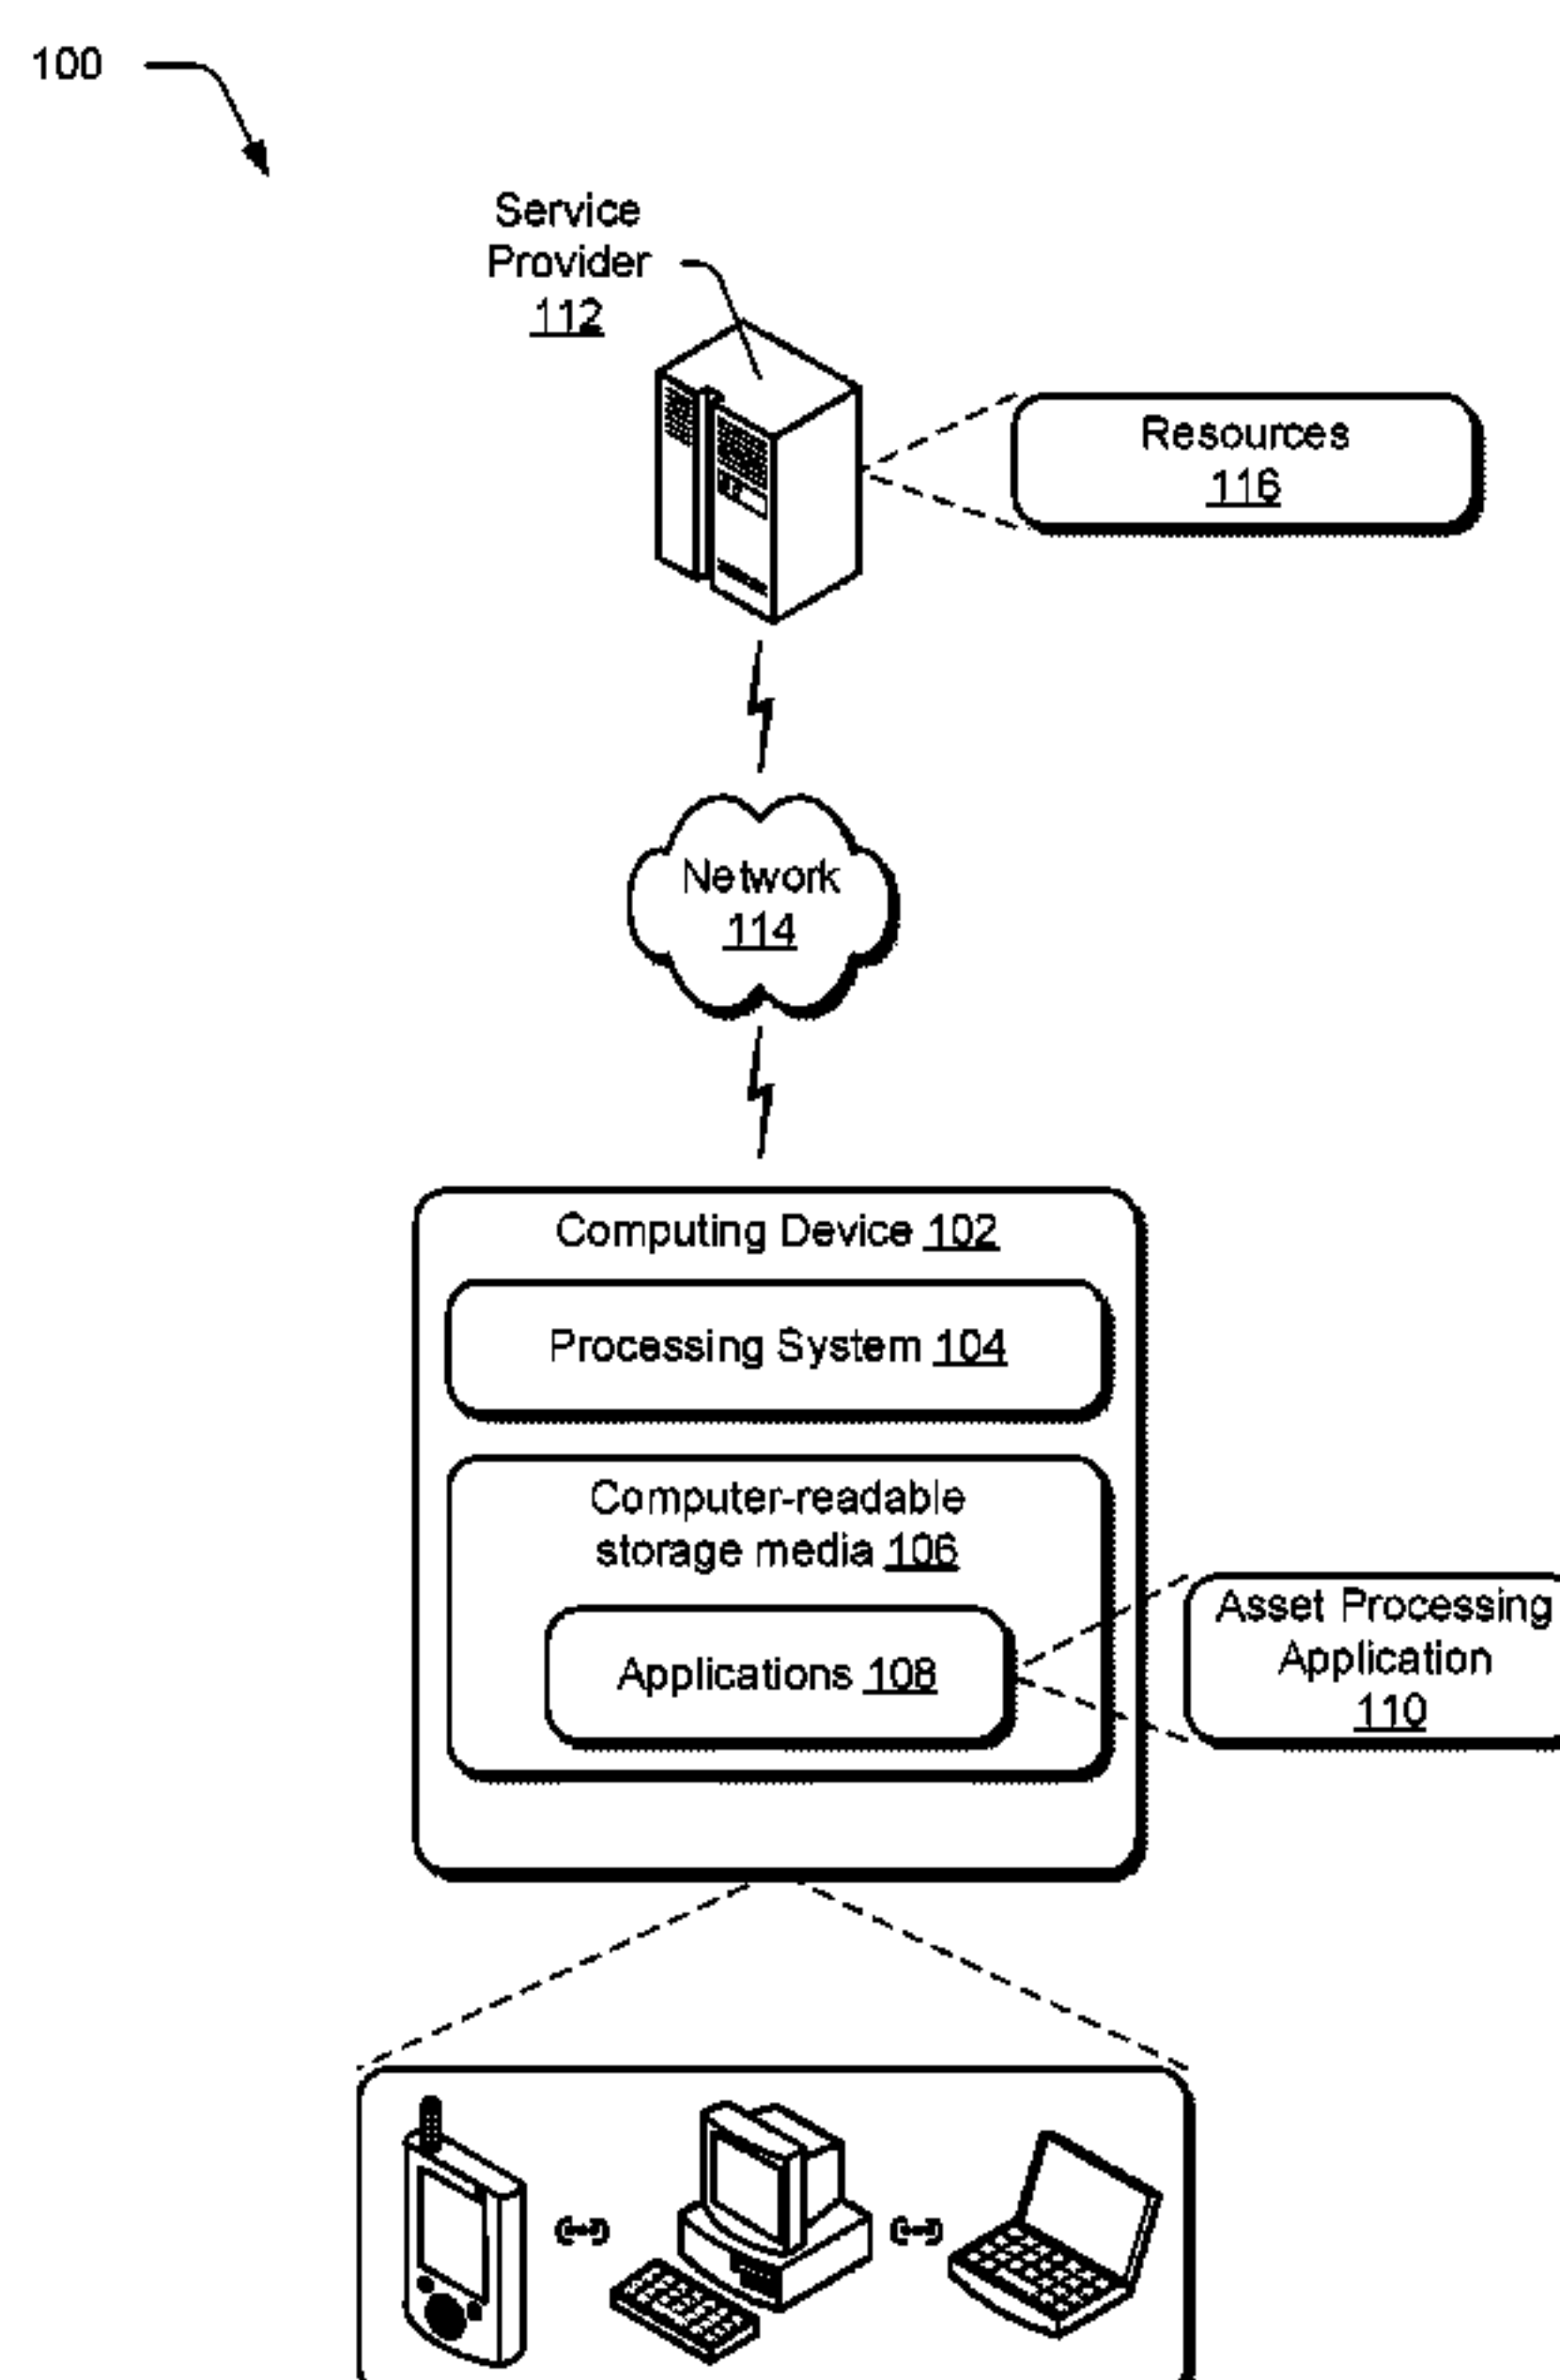 100
Service
Provider
112
Resources
116
Network
114
Computing Device 102
Processing System 104
Computer-readable
storage media 106
Applications 108
Asset Processing
Application
110